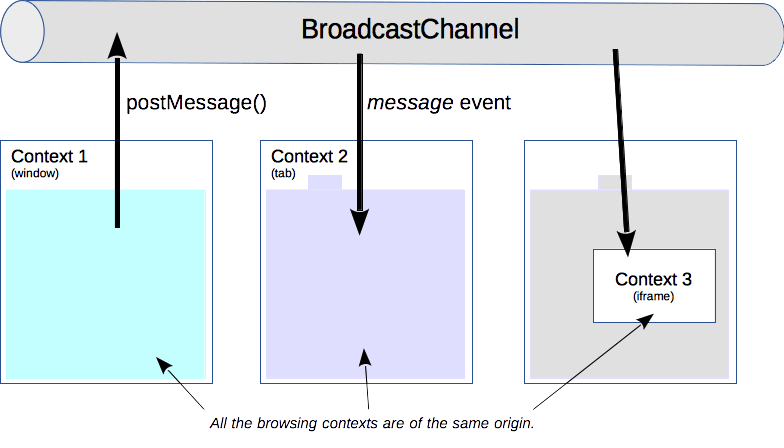 BroadcastChannel
postMessage()
message event
Context 1
(window)
Context 2
(tab)
Context 3
(iframe)
All the browsing contexts are of the same origin.